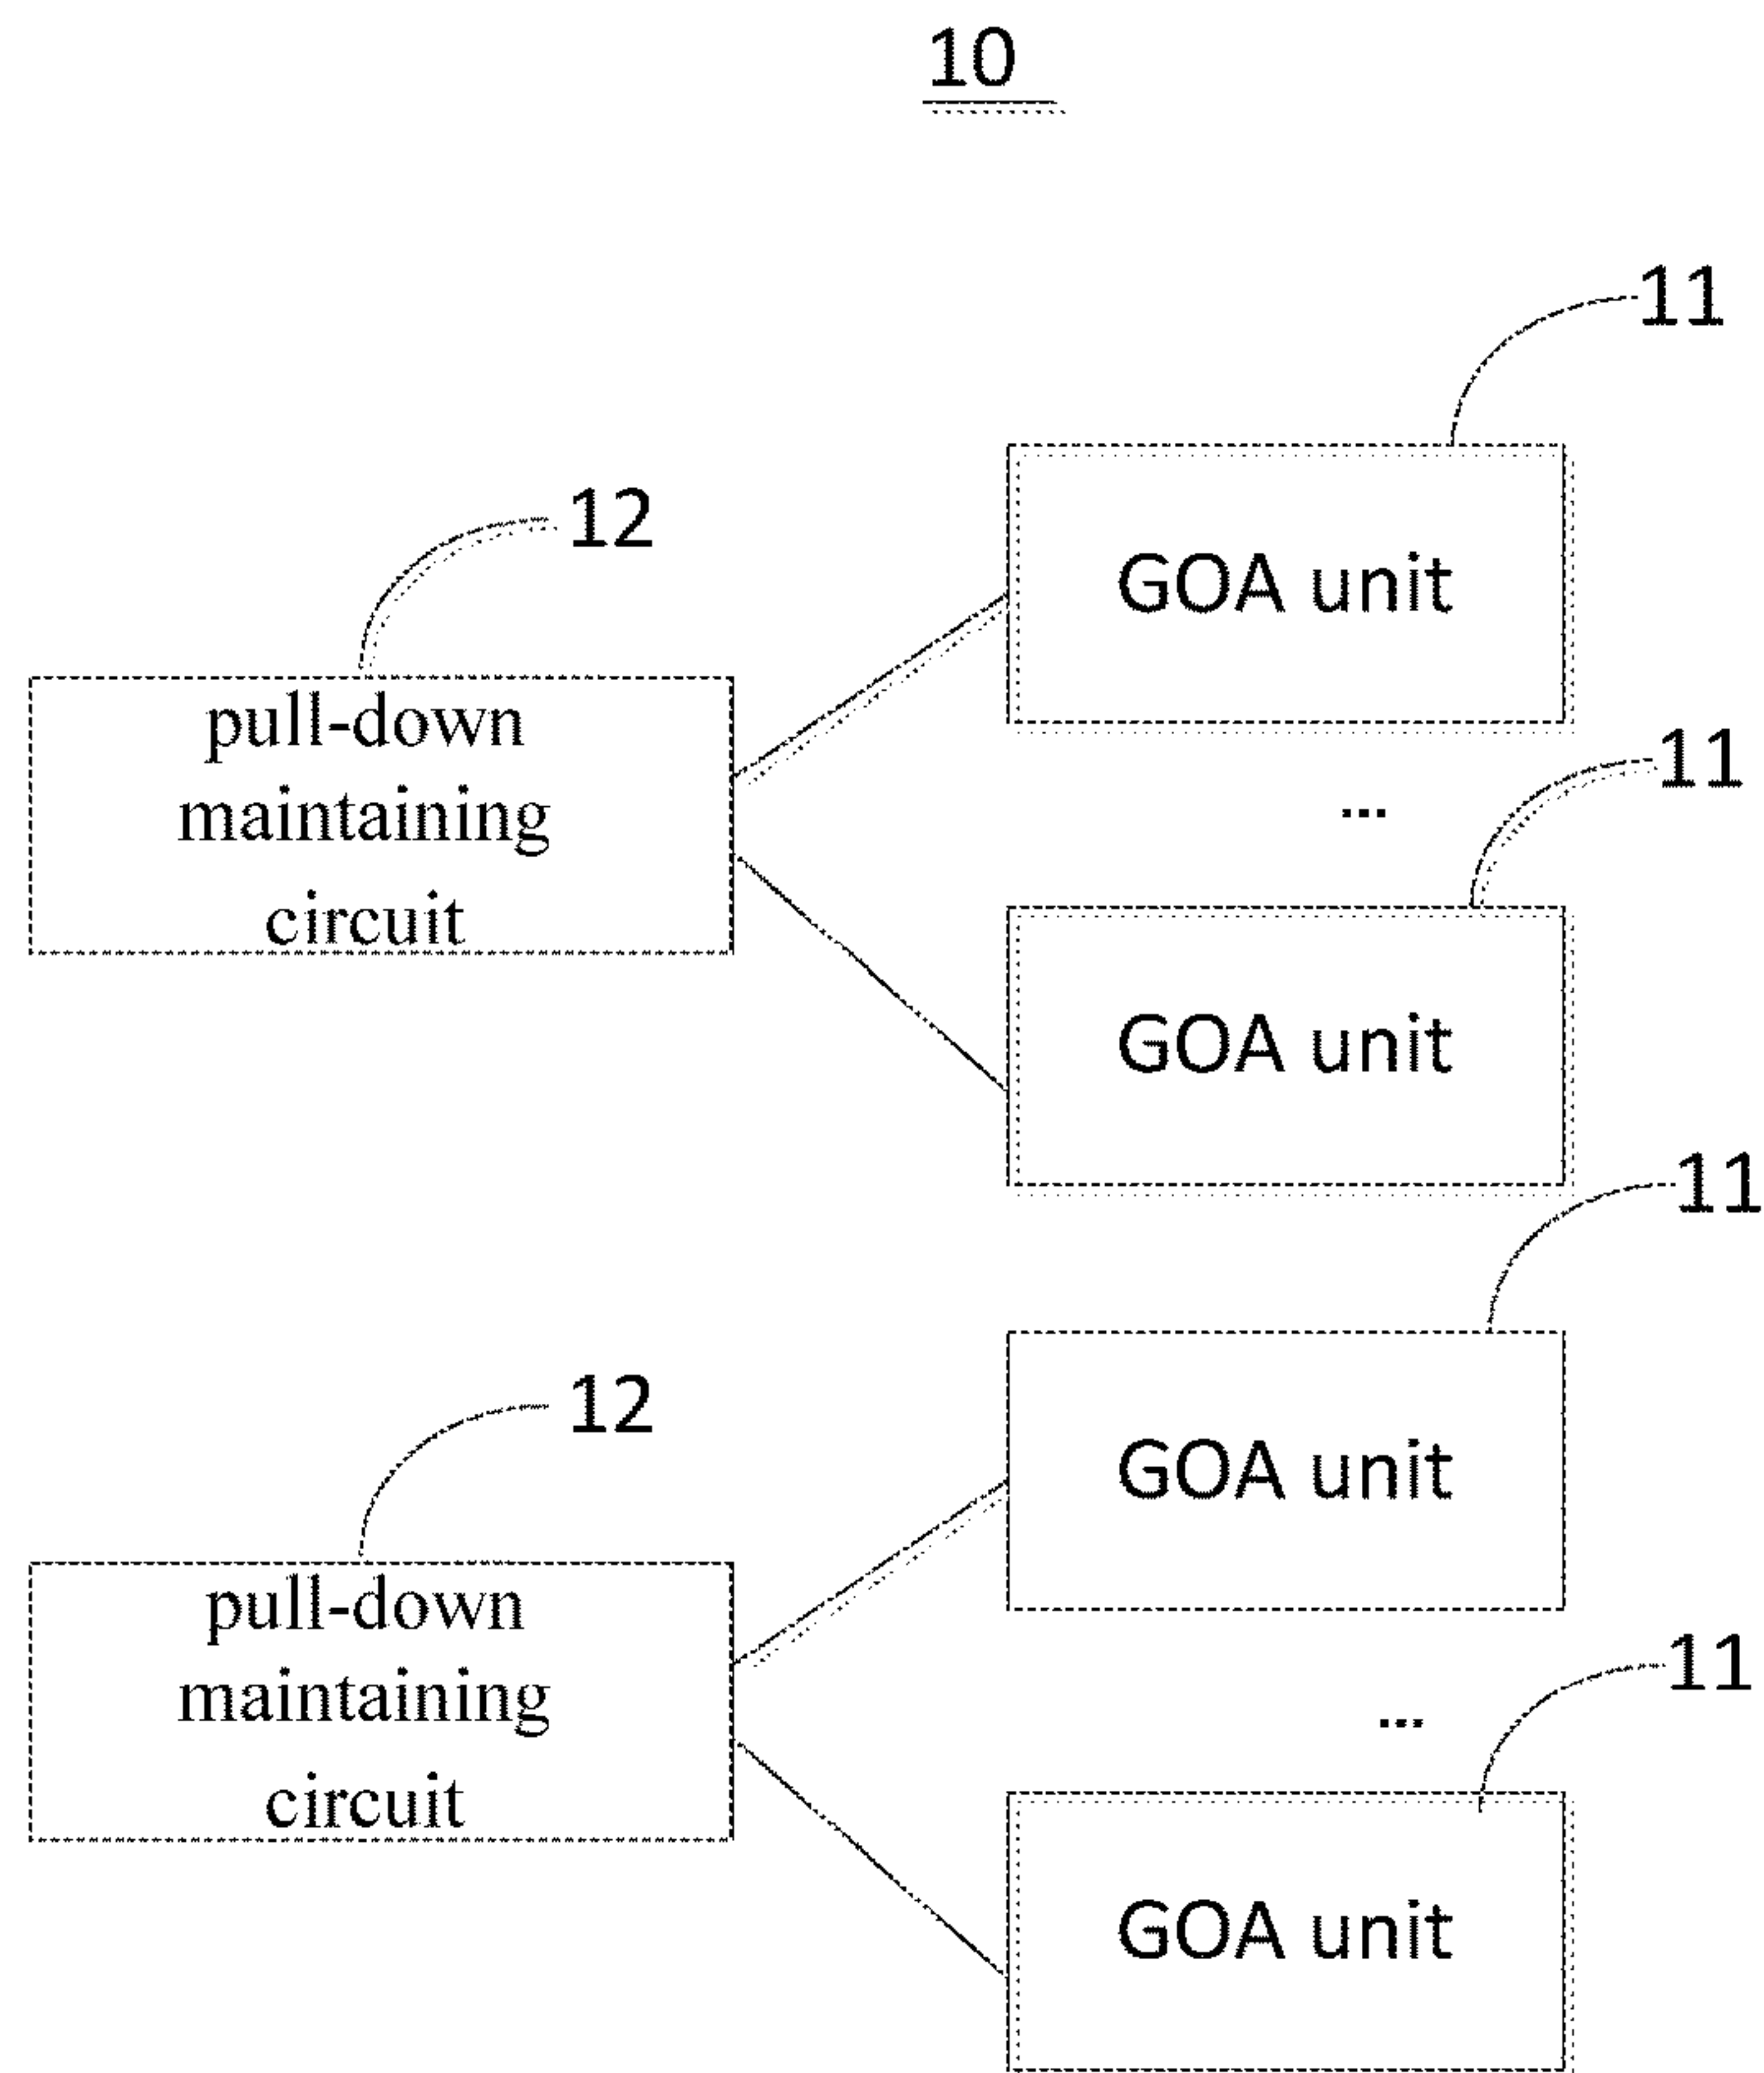 10
11
12
GOA unit
pull-down
maintaining
circuit
11
...
GOA unit
11
12
GOA unit
pull-down
maintaining
circuit
11
...
GOA unit